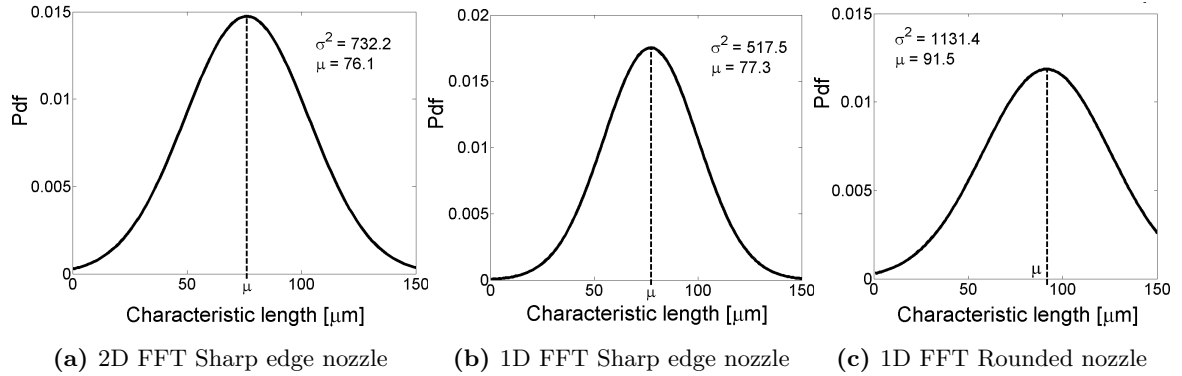 0.015
0.01
0.005
0
Pdf
σ² = 732.2
μ = 76.1
0
50
μ
100
150
Characteristic length [μm]
(a) 2D FFT Sharp edge nozzle
0.02
0.015
0.01
0.005
0
Pdf
σ² = 517.5
μ = 77.3
0
50
μ
100
150
Characteristic length [μm]
(b) 1D FFT Sharp edge nozzle
0.015
0.01
0.005
0
Pdf
σ² = 1131.4
μ = 91.5
μ
0
50
100
150
Characteristic length [μm]
(c) 1D FFT Rounded nozzle